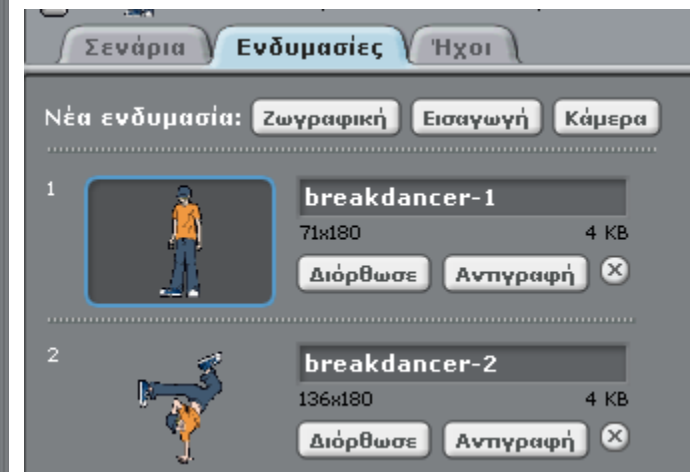 Σενάρια Ενδυμασίες Ήχοι
Νέα ενδυμασία: Ζωγραφική Εισαγωγή Κάμερα
1
breakdancer-1
71x180 4 KB
Διόρθωσε Αντιγραφή
2
breakdancer-2
136x180 4 KB
Διόρθωσε Αντιγραφή